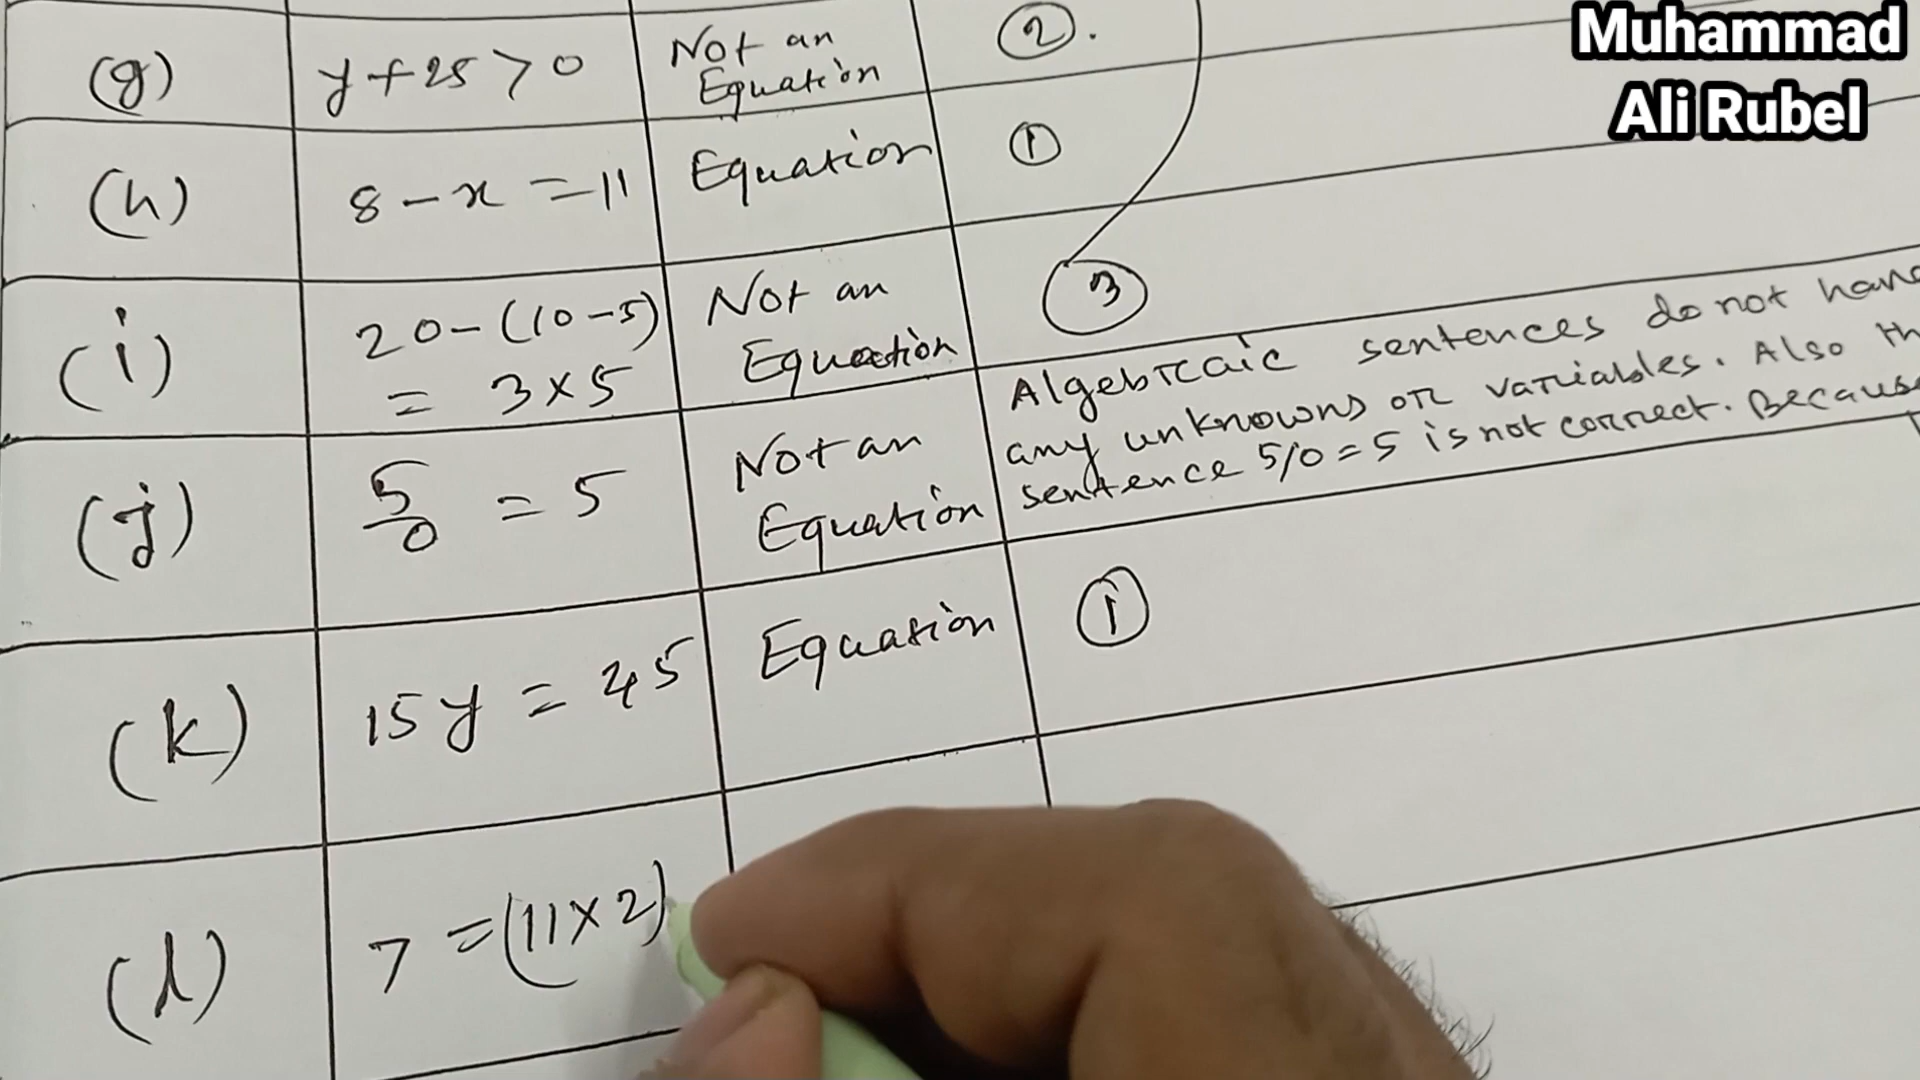 Muhammad
Ali Rubel
(g) y + 25 > 0 Not an
Equation ②.
(h) 8 - x = 11 Equation ①
(i) 20 - (10 - 5)
= 3 × 5 Not an
Equation ③
(j) 5/0 = 5 Not an
Equation
Algebraic sentences do not have
any unknowns or variables. Also th
sentence 5/0 = 5 is not correct. Because
(k) 15y = 45 Equation ①
(l) 7 = (11 × 2)